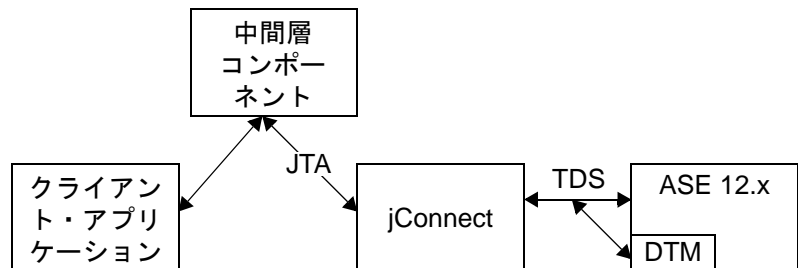 中間層
コンポー
ネント
JTA
クライアン
ト・アプリ
ケーション
jConnect
TDS
ASE 12.x
DTM